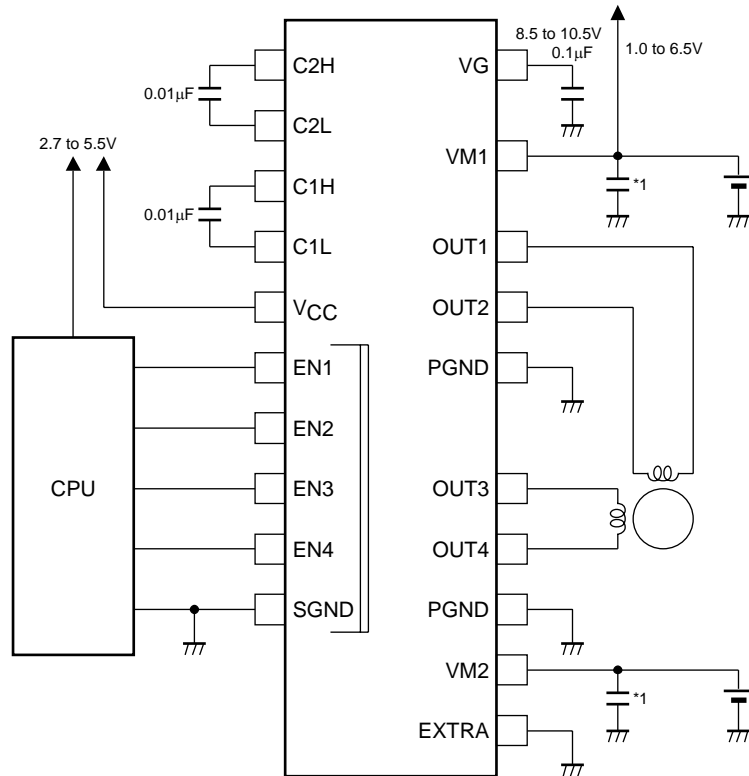 8.5 to 10.5V
0.1μF
1.0 to 6.5V
C2H
VG
0.01μF
C2L
2.7 to 5.5V
VM1
C1H
*1
0.01μF
C1L
OUT1
VCC
OUT2
EN1
PGND
EN2
CPU
EN3
OUT3
EN4
OUT4
SGND
PGND
VM2
*1
EXTRA